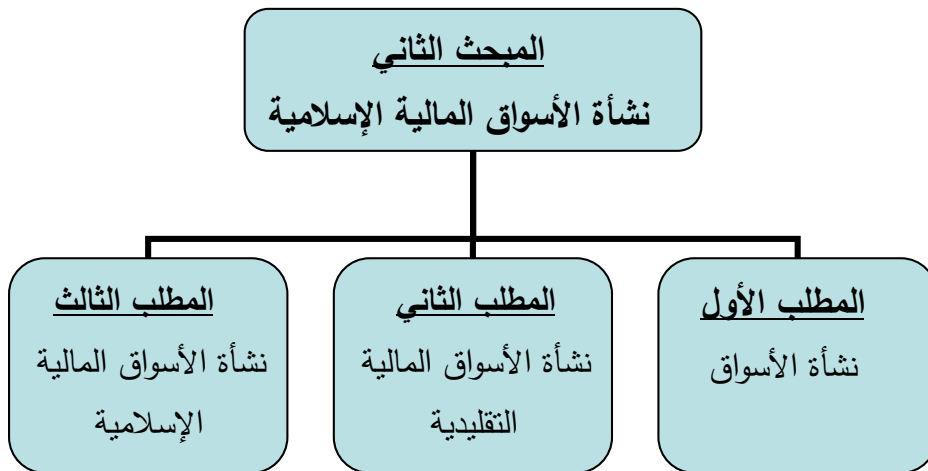 المبحث الثاني
نشأة الأسواق المالية الإسلامية
المطلب الأول
نشأة الأسواق
المطلب الثاني
نشأة الأسواق المالية
التقليدية
المطلب الثالث
نشأة الأسواق المالية
الإسلامية